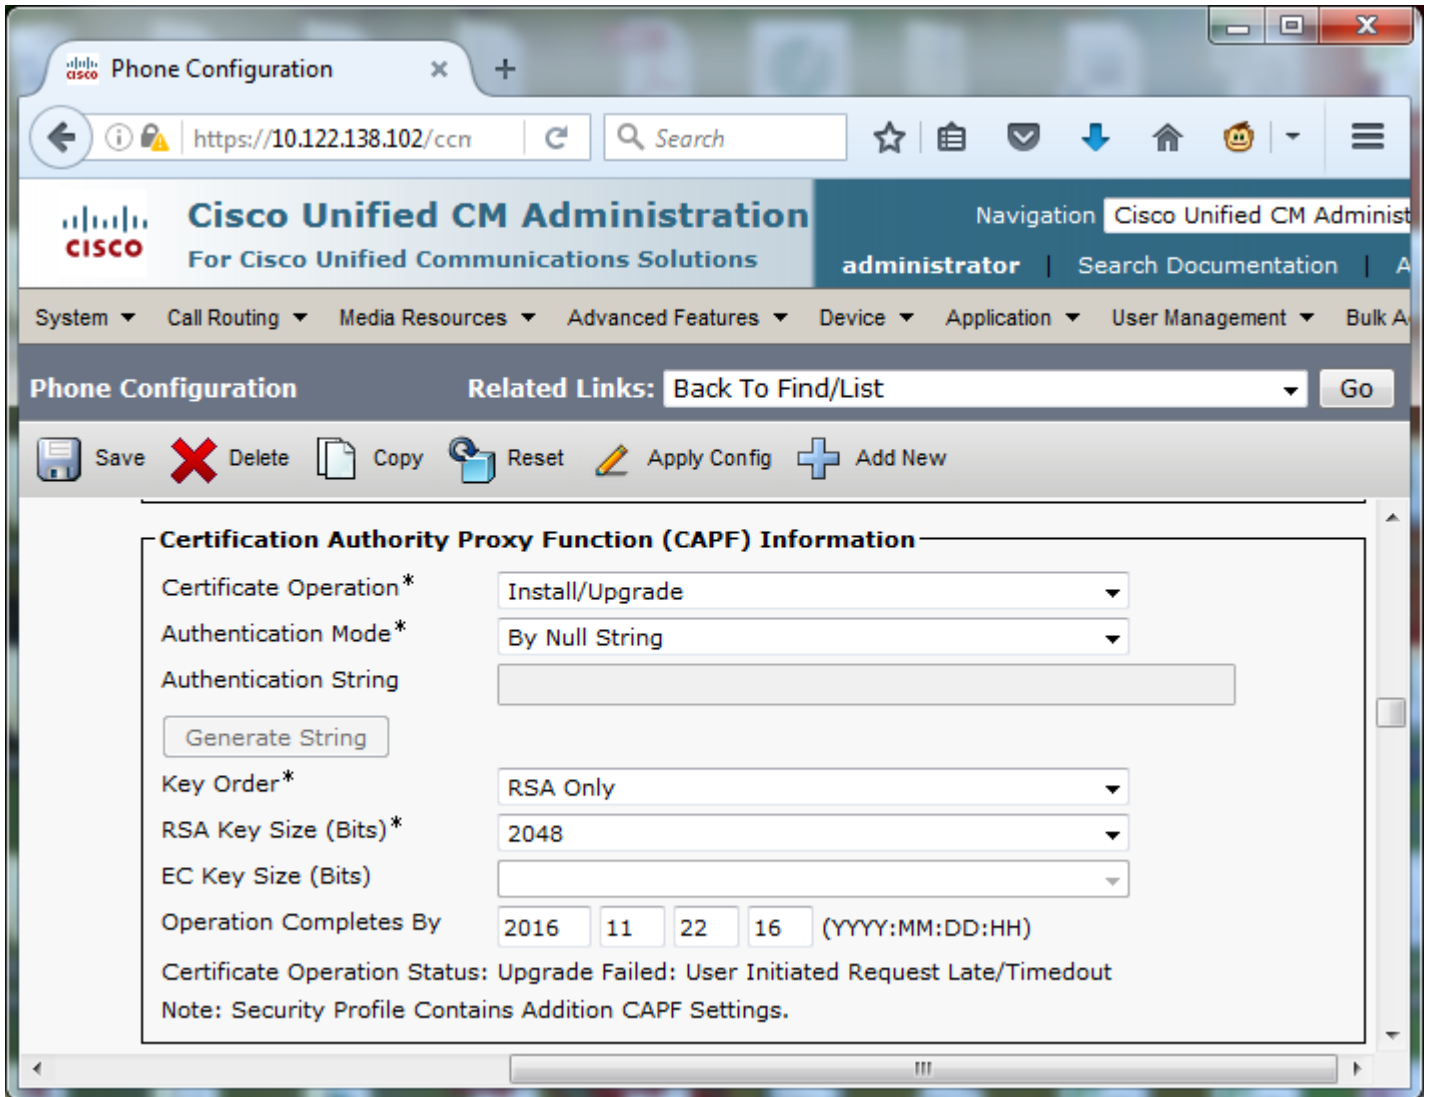 Phone Configuration
https://10.122.138.102/ccn
Search
CISCO
Cisco Unified CM Administration
For Cisco Unified Communications Solutions
Navigation Cisco Unified CM Administ
administrator | Search Documentation | A
System Call Routing Media Resources Advanced Features Device Application User Management Bulk A
Phone Configuration Related Links: Back To Find/List Go
Save Delete Copy Reset Apply Config Add New
Certification Authority Proxy Function (CAPF) Information
Certificate Operation* Install/Upgrade
Authentication Mode* By Null String
Authentication String
Generate String
Key Order* RSA Only
RSA Key Size (Bits)* 2048
EC Key Size (Bits)
Operation Completes By 2016 11 22 16 (YYYY:MM:DD:HH)
Certificate Operation Status: Upgrade Failed: User Initiated Request Late/Timedout
Note: Security Profile Contains Addition CAPF Settings.